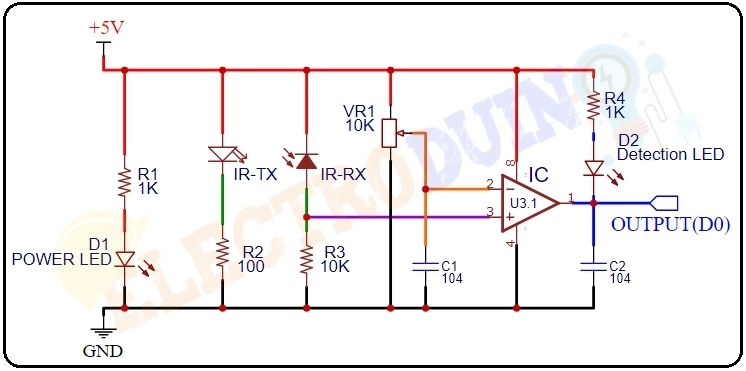 +5V
R1
1K
D1
POWER LED
IR-TX
R2
100
IR-RX
R3
10K
VR1
10K
C1
104
2
3
8
4
1
IC
U3.1
R4
1K
D2
Detection LED
OUTPUT(D0)
C2
104
GND
ELECTRODUINO